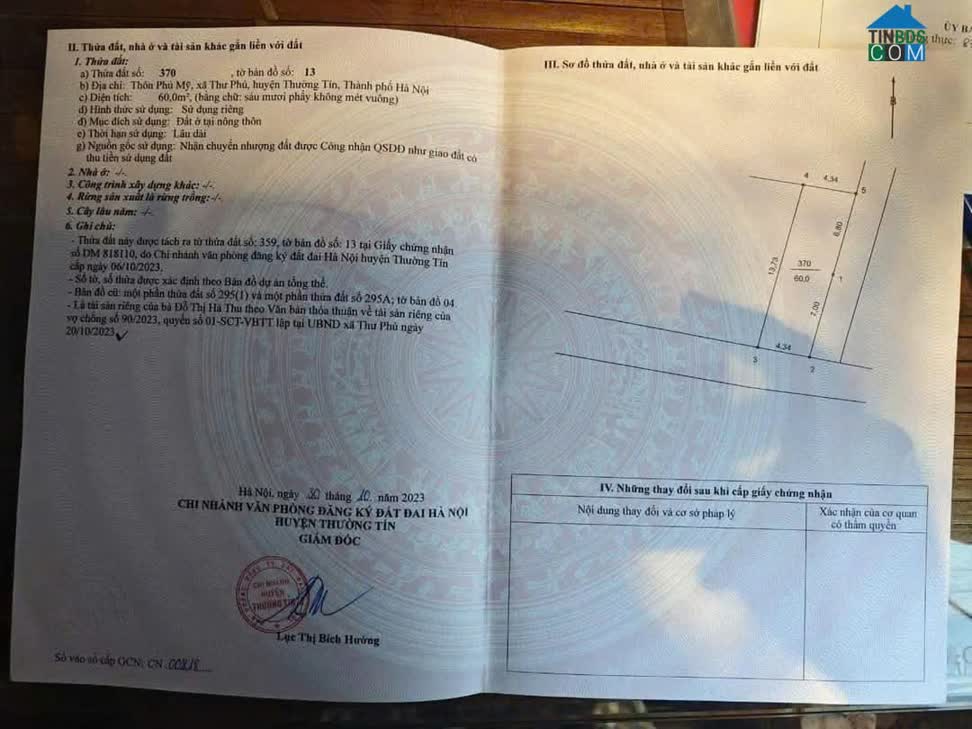 II. Thửa đất, nhà ở và tài sản khác gắn liền với đất
1. Thửa đất:
a) Thửa đất số: 370 , tờ bản đồ số: 13
b) Địa chỉ: Thôn Phú Mỹ, xã Thư Phú, huyện Thường Tín, Thành phố Hà Nội
c) Diện tích: 60,0m², (bằng chữ: sáu mươi phẩy không mét vuông)
d) Hình thức sử dụng: Sử dụng riêng
đ) Mục đích sử dụng: Đất ở tại nông thôn
e) Thời hạn sử dụng: Lâu dài
g) Nguồn gốc sử dụng: Nhận chuyển nhượng đất được Công nhận QSDĐ như giao đất có
thu tiền sử dụng đất
2. Nhà ở: -/-
3. Công trình xây dựng khác: -/-
4. Rừng sản xuất là rừng trồng: -/-
5. Cây lâu năm: -/-
6. Ghi chú:
- Thửa đất này được tách ra từ thửa đất số: 359, tờ bản đồ số: 13 tại Giấy chứng nhận
số DM 818110, do Chi nhánh văn phòng đăng ký đất đai Hà Nội huyện Thường Tín
cấp ngày 06/10/2023.
- Số tờ, số thửa được xác định theo Bản đồ dự án tổng thể.
- Bản đồ cũ: một phần thửa đất số 295(1) và một phần thửa đất số 295A; tờ bản đồ 04.
- Là tài sản riêng của bà Đỗ Thị Hà Thu theo Văn bản thỏa thuận về tài sản riêng của
vợ chồng số 90/2023, quyển số 01-SCT-VBTT lập tại UBND xã Thư Phú ngày
20/10/2023
Hà Nội, ngày 30 tháng 10 năm 2023
CHI NHÁNH VĂN PHÒNG ĐĂNG KÝ ĐẤT ĐAI HÀ NỘI
HUYỆN THƯỜNG TÍN
GIÁM ĐỐC
CHI NHÁNH
HUYỆN
THƯỜNG TÍN
Lục Thị Bích Hường
Số vào sổ cấp GCN: CN
III. Sơ đồ thửa đất, nhà ở và tài sản khác gắn liền với đất
B
4 4,34 5
6,80
13,73
370
60,0
1
7,00
4,34
3
2
IV. Những thay đổi sau khi cấp giấy chứng nhận
Nội dung thay đổi và cơ sở pháp lý
Xác nhận của cơ quan
có thẩm quyền
TINBDS
COM
ỦY BA
thực: